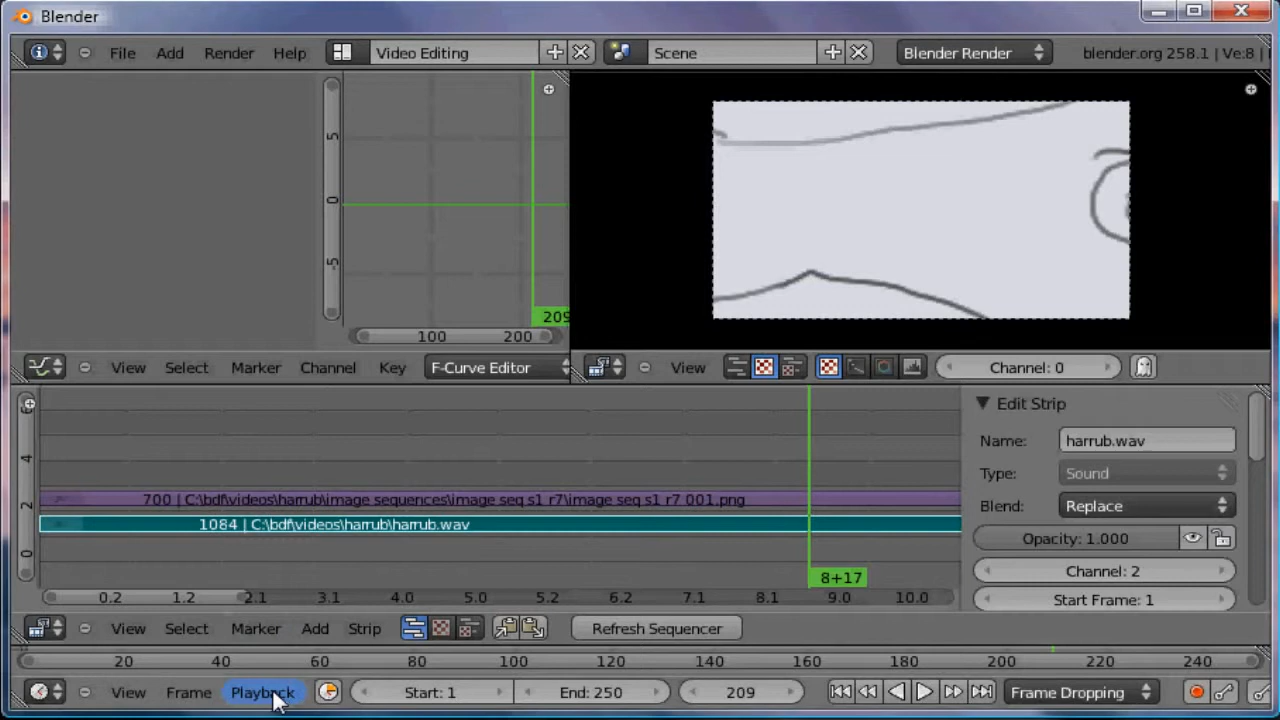 Blender
File Add Render Help Video Editing Scene Blender Render blender.org 258.1 | Ve:8 |
5
0
-5
209
100 200
View Select Marker Channel Key F-Curve Editor View Channel: 0
Edit Strip
Name: harrub.wav
4
Type: Sound
2
700 | C:\bdf\videos\harrub\image sequences\image seq s1 r7\image seq s1 r7 001.png
Blend: Replace
1084 | C:\bdf\videos\harrub\harrub.wav
Opacity: 1.000
0
8+17
Channel: 2
0.2 1.2 2.1 3.1 4.0 5.0 5.2 6.2 7.1 8.1 9.0 10.0
Start Frame: 1
View Select Marker Add Strip Refresh Sequencer
20 40 60 80 100 120 140 160 180 200 220 240
View Frame Playback Start: 1 End: 250 209 Frame Dropping